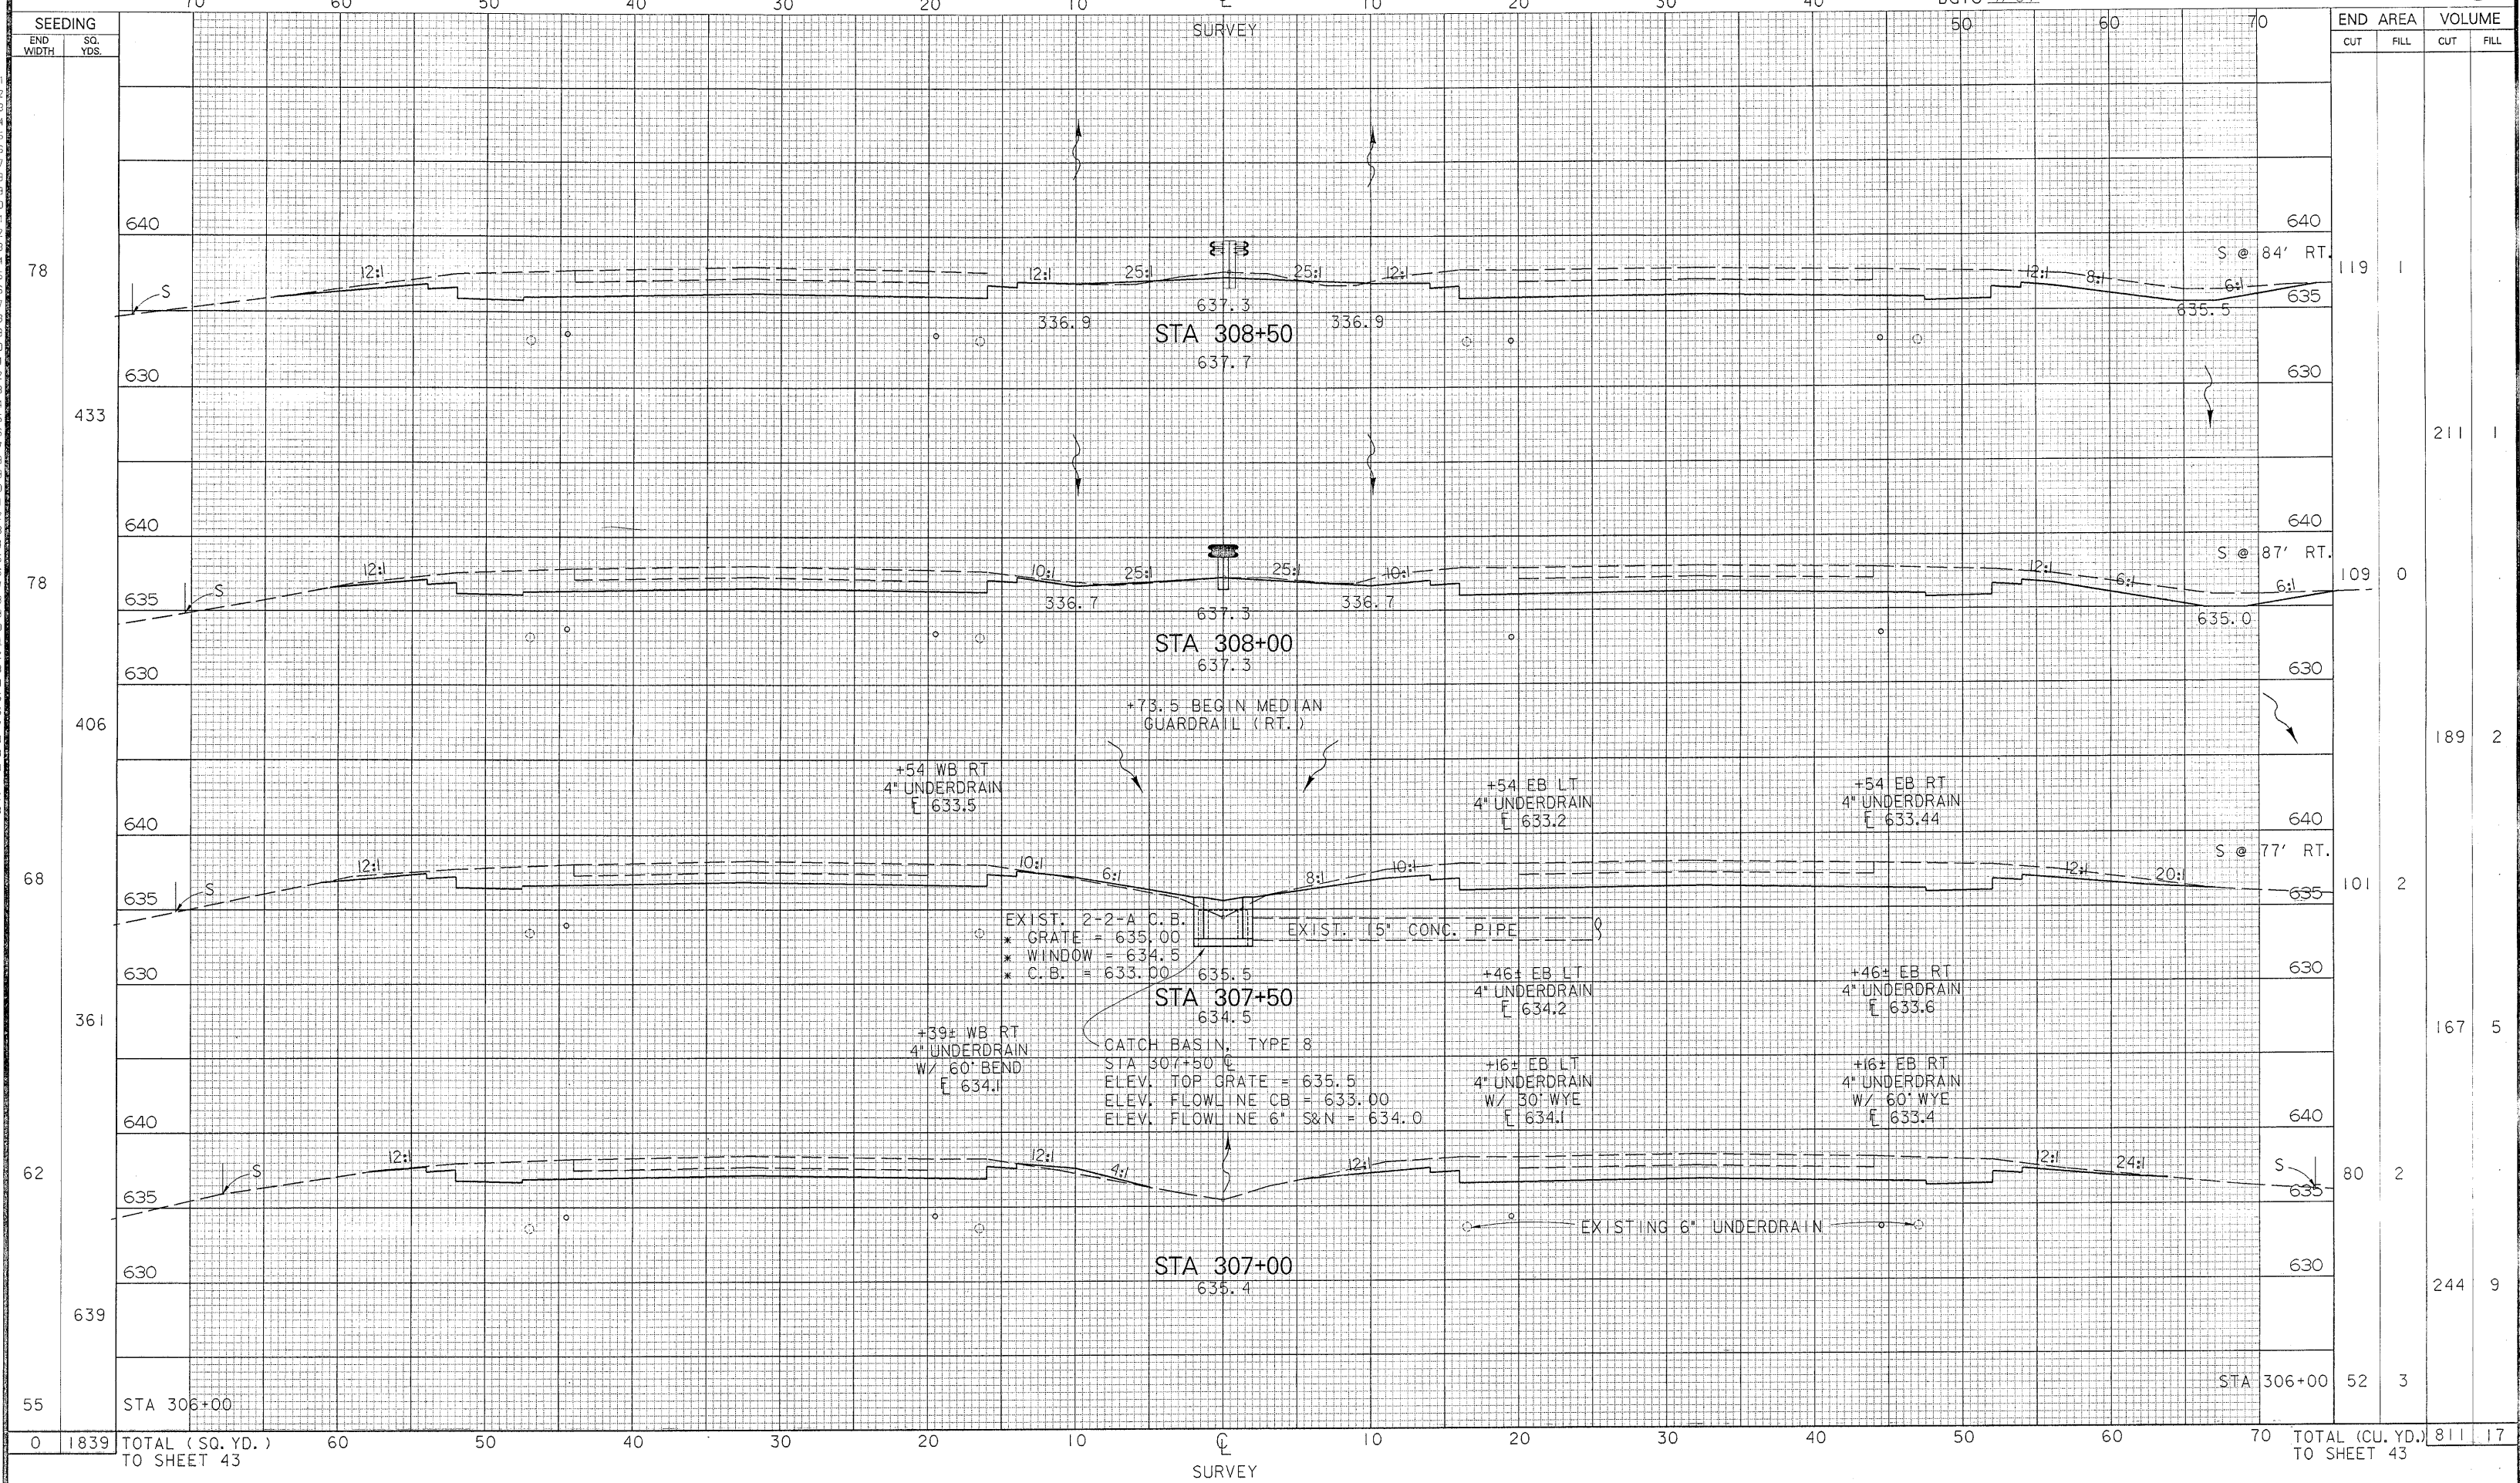 70 60 50 40 30 20 10 ℄ 10 20 30 40 50 60 70
SURVEY
SEEDING
END WIDTH
SQ. YDS.
END AREA VOLUME
CUT FILL CUT FILL
640 640
S @ 84' RT.
78 119 1
12:1 12:1 25:1 25:1 12:1 12:1 8:1 6:1
S 635
637.3 635.5
336.9 336.9
STA 308+50
637.7
630 630
433 211 1
640 640
S @ 87' RT.
78 109 0
12:1 10:1 25:1 25:1 10:1 12:1 6:1 6:1
635 S
336.7 637.3 336.7 635.0
STA 308+00
637.3
630 630
+73.5 BEGIN MEDIAN
GUARDRAIL (RT.)
406 189 2
+54 WB RT
4" UNDERDRAIN
℄ 633.5
+54 EB LT
4" UNDERDRAIN
℄ 633.2
+54 EB RT
4" UNDERDRAIN
℄ 633.44
640 640
S @ 77' RT.
68 101 2
12:1 10:1 6:1 8:1 10:1 12:1 20:1
635 S 635
EXIST. 2-2-A C.B.
* GRATE = 635.00
* WINDOW = 634.5
* C.B. = 633.00
EXIST. 15" CONC. PIPE
630 630
635.5
STA 307+50
634.5
+46± EB LT
4" UNDERDRAIN
℄ 634.2
+46± EB RT
4" UNDERDRAIN
℄ 633.6
361 167 5
+39± WB RT
4" UNDERDRAIN
W/ 60° BEND
℄ 634.1
CATCH BASIN, TYPE 8
STA 307+50 ℄
ELEV. TOP GRATE = 635.5
ELEV. FLOWLINE CB = 633.00
ELEV. FLOWLINE 6" S&N = 634.0
+16± EB LT
4" UNDERDRAIN
W/ 30° WYE
℄ 634.1
+16± EB RT
4" UNDERDRAIN
W/ 60° WYE
℄ 633.4
640 640
62 80 2
12:1 12:1 4:1 12:1 12:1 24:1
635 S S 635
EXISTING 6" UNDERDRAIN
STA 307+00
635.4
630 630
639 244 9
STA 306+00 52 3
55 STA 306+00
0 1839 TOTAL (SQ. YD.)
TO SHEET 43
60 50 40 30 20 10 ℄ 10 20 30 40 50 60 70
SURVEY
TOTAL (CU. YD.) 811 17
TO SHEET 43